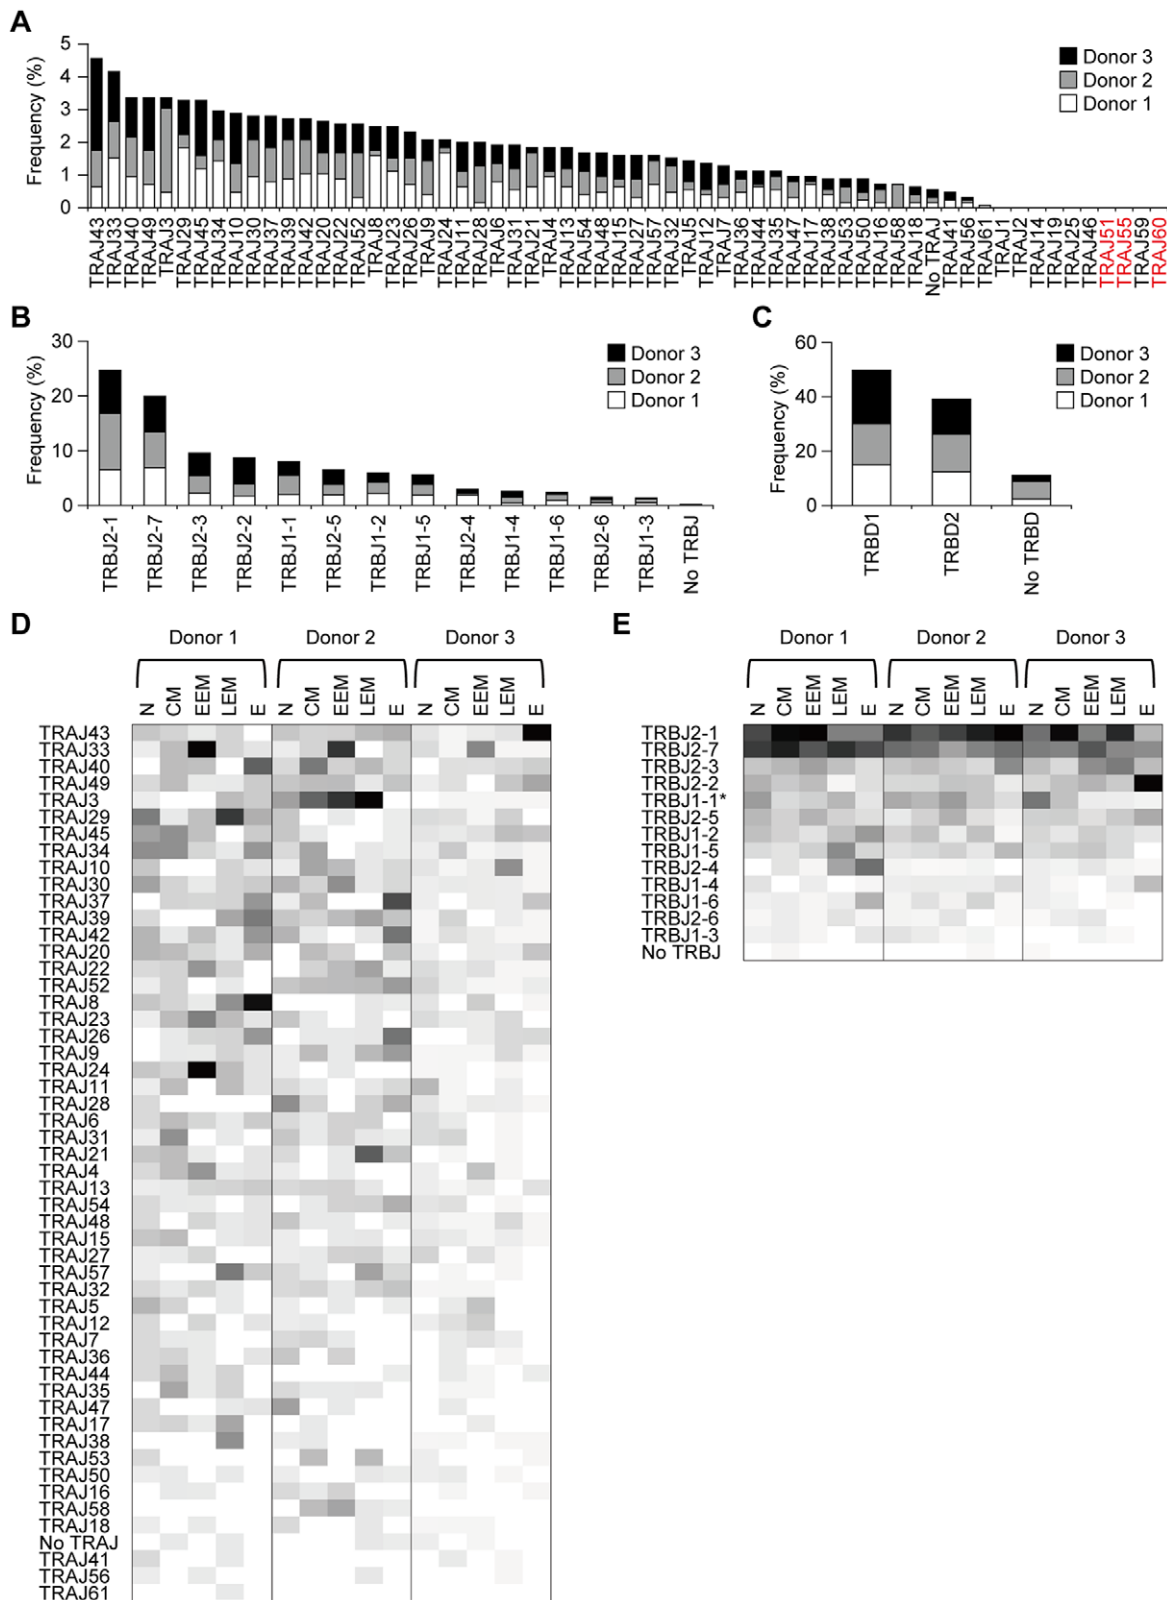 A
Frequency (%)
5
4
3
2
1
0
Donor 3
Donor 2
Donor 1
TRAJ43
TRAJ33
TRAJ40
TRAJ49
TRAJ3
TRAJ29
TRAJ45
TRAJ34
TRAJ10
TRAJ30
TRAJ37
TRAJ39
TRAJ42
TRAJ20
TRAJ22
TRAJ52
TRAJ8
TRAJ23
TRAJ26
TRAJ9
TRAJ24
TRAJ11
TRAJ28
TRAJ6
TRAJ31
TRAJ21
TRAJ4
TRAJ13
TRAJ54
TRAJ48
TRAJ15
TRAJ27
TRAJ57
TRAJ32
TRAJ5
TRAJ12
TRAJ7
TRAJ36
TRAJ44
TRAJ35
TRAJ47
TRAJ17
TRAJ38
TRAJ53
TRAJ50
TRAJ16
TRAJ58
TRAJ18
No TRAJ
TRAJ41
TRAJ56
TRAJ61
TRAJ1
TRAJ2
TRAJ14
TRAJ19
TRAJ25
TRAJ46
TRAJ51
TRAJ55
TRAJ59
TRAJ60
B
Frequency (%)
30
20
10
0
Donor 3
Donor 2
Donor 1
TRBJ2-1
TRBJ2-7
TRBJ2-3
TRBJ2-2
TRBJ1-1
TRBJ2-5
TRBJ1-2
TRBJ1-5
TRBJ2-4
TRBJ1-4
TRBJ1-6
TRBJ2-6
TRBJ1-3
No TRBJ
C
Frequency (%)
60
40
20
0
Donor 3
Donor 2
Donor 1
TRBD1
TRBD2
No TRBD
D
Donor 1 Donor 2 Donor 3
N CM EEM LEM E N CM EEM LEM E N CM EEM LEM E
TRAJ43
TRAJ33
TRAJ40
TRAJ49
TRAJ3
TRAJ29
TRAJ45
TRAJ34
TRAJ10
TRAJ30
TRAJ37
TRAJ39
TRAJ42
TRAJ20
TRAJ22
TRAJ52
TRAJ8
TRAJ23
TRAJ26
TRAJ9
TRAJ24
TRAJ11
TRAJ28
TRAJ6
TRAJ31
TRAJ21
TRAJ4
TRAJ13
TRAJ54
TRAJ48
TRAJ15
TRAJ27
TRAJ57
TRAJ32
TRAJ5
TRAJ12
TRAJ7
TRAJ36
TRAJ44
TRAJ35
TRAJ47
TRAJ17
TRAJ38
TRAJ53
TRAJ50
TRAJ16
TRAJ58
TRAJ18
No TRAJ
TRAJ41
TRAJ56
TRAJ61
E
Donor 1 Donor 2 Donor 3
N CM EEM LEM E N CM EEM LEM E N CM EEM LEM E
TRBJ2-1
TRBJ2-7
TRBJ2-3
TRBJ2-2
TRBJ1-1*
TRBJ2-5
TRBJ1-2
TRBJ1-5
TRBJ2-4
TRBJ1-4
TRBJ1-6
TRBJ2-6
TRBJ1-3
No TRBJ